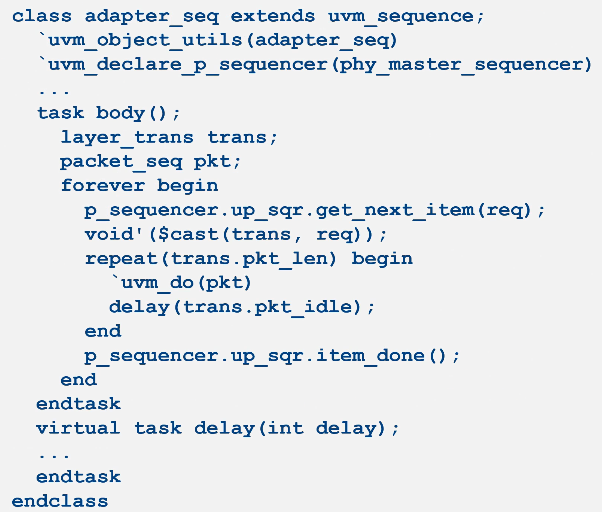 class adapter_seq extends uvm_sequence;
  `uvm_object_utils(adapter_seq)
  `uvm_declare_p_sequencer(phy_master_sequencer)
  ...
  task body();
    layer_trans trans;
    packet_seq pkt;
    forever begin
      p_sequencer.up_sqr.get_next_item(req);
      void'($cast(trans, req));
      repeat(trans.pkt_len) begin
        `uvm_do(pkt)
        delay(trans.pkt_idle);
      end
      p_sequencer.up_sqr.item_done();
    end
  endtask
  virtual task delay(int delay);
  ...
  endtask
endclass